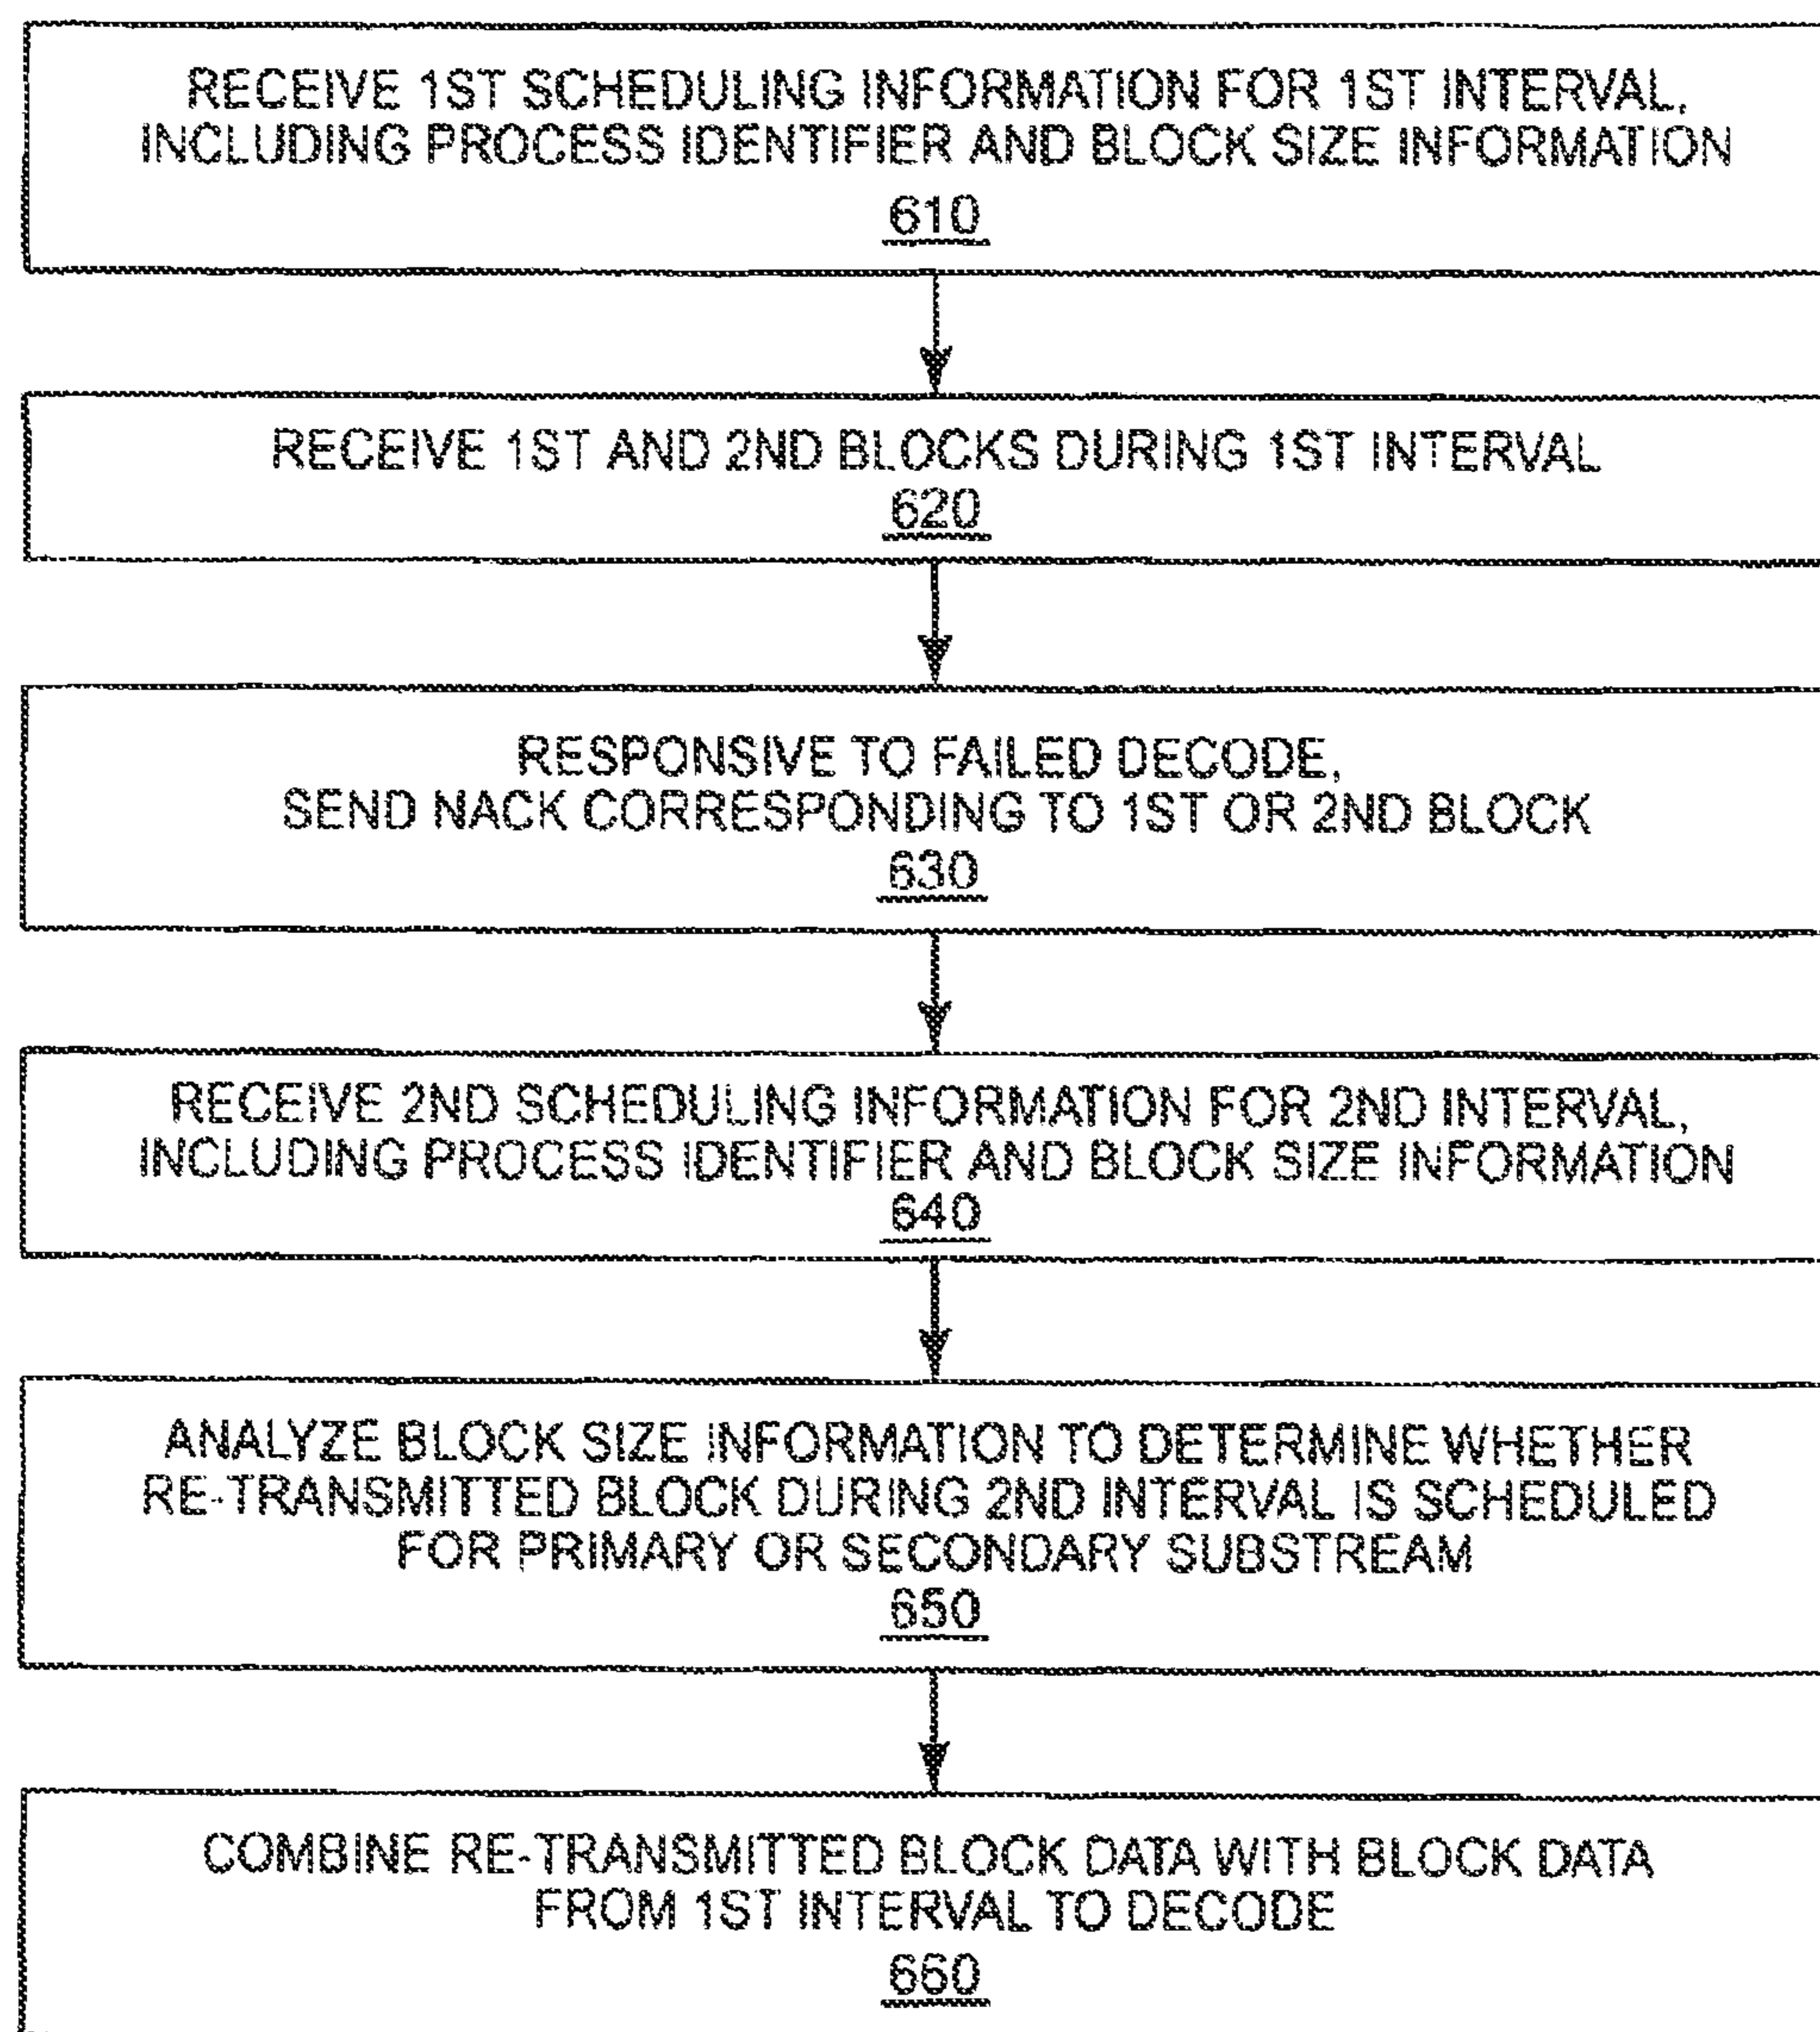 RECEIVE 1ST SCHEDULING INFORMATION FOR 1ST INTERVAL,
INCLUDING PROCESS IDENTIFIER AND BLOCK SIZE INFORMATION
610
RECEIVE 1ST AND 2ND BLOCKS DURING 1ST INTERVAL
620
RESPONSIVE TO FAILED DECODE,
SEND NACK CORRESPONDING TO 1ST OR 2ND BLOCK
630
RECEIVE 2ND SCHEDULING INFORMATION FOR 2ND INTERVAL,
INCLUDING PROCESS IDENTIFIER AND BLOCK SIZE INFORMATION
640
ANALYZE BLOCK SIZE INFORMATION TO DETERMINE WHETHER
RE-TRANSMITTED BLOCK DURING 2ND INTERVAL IS SCHEDULED
FOR PRIMARY OR SECONDARY SUBSTREAM
650
COMBINE RE-TRANSMITTED BLOCK DATA WITH BLOCK DATA
FROM 1ST INTERVAL TO DECODE
660